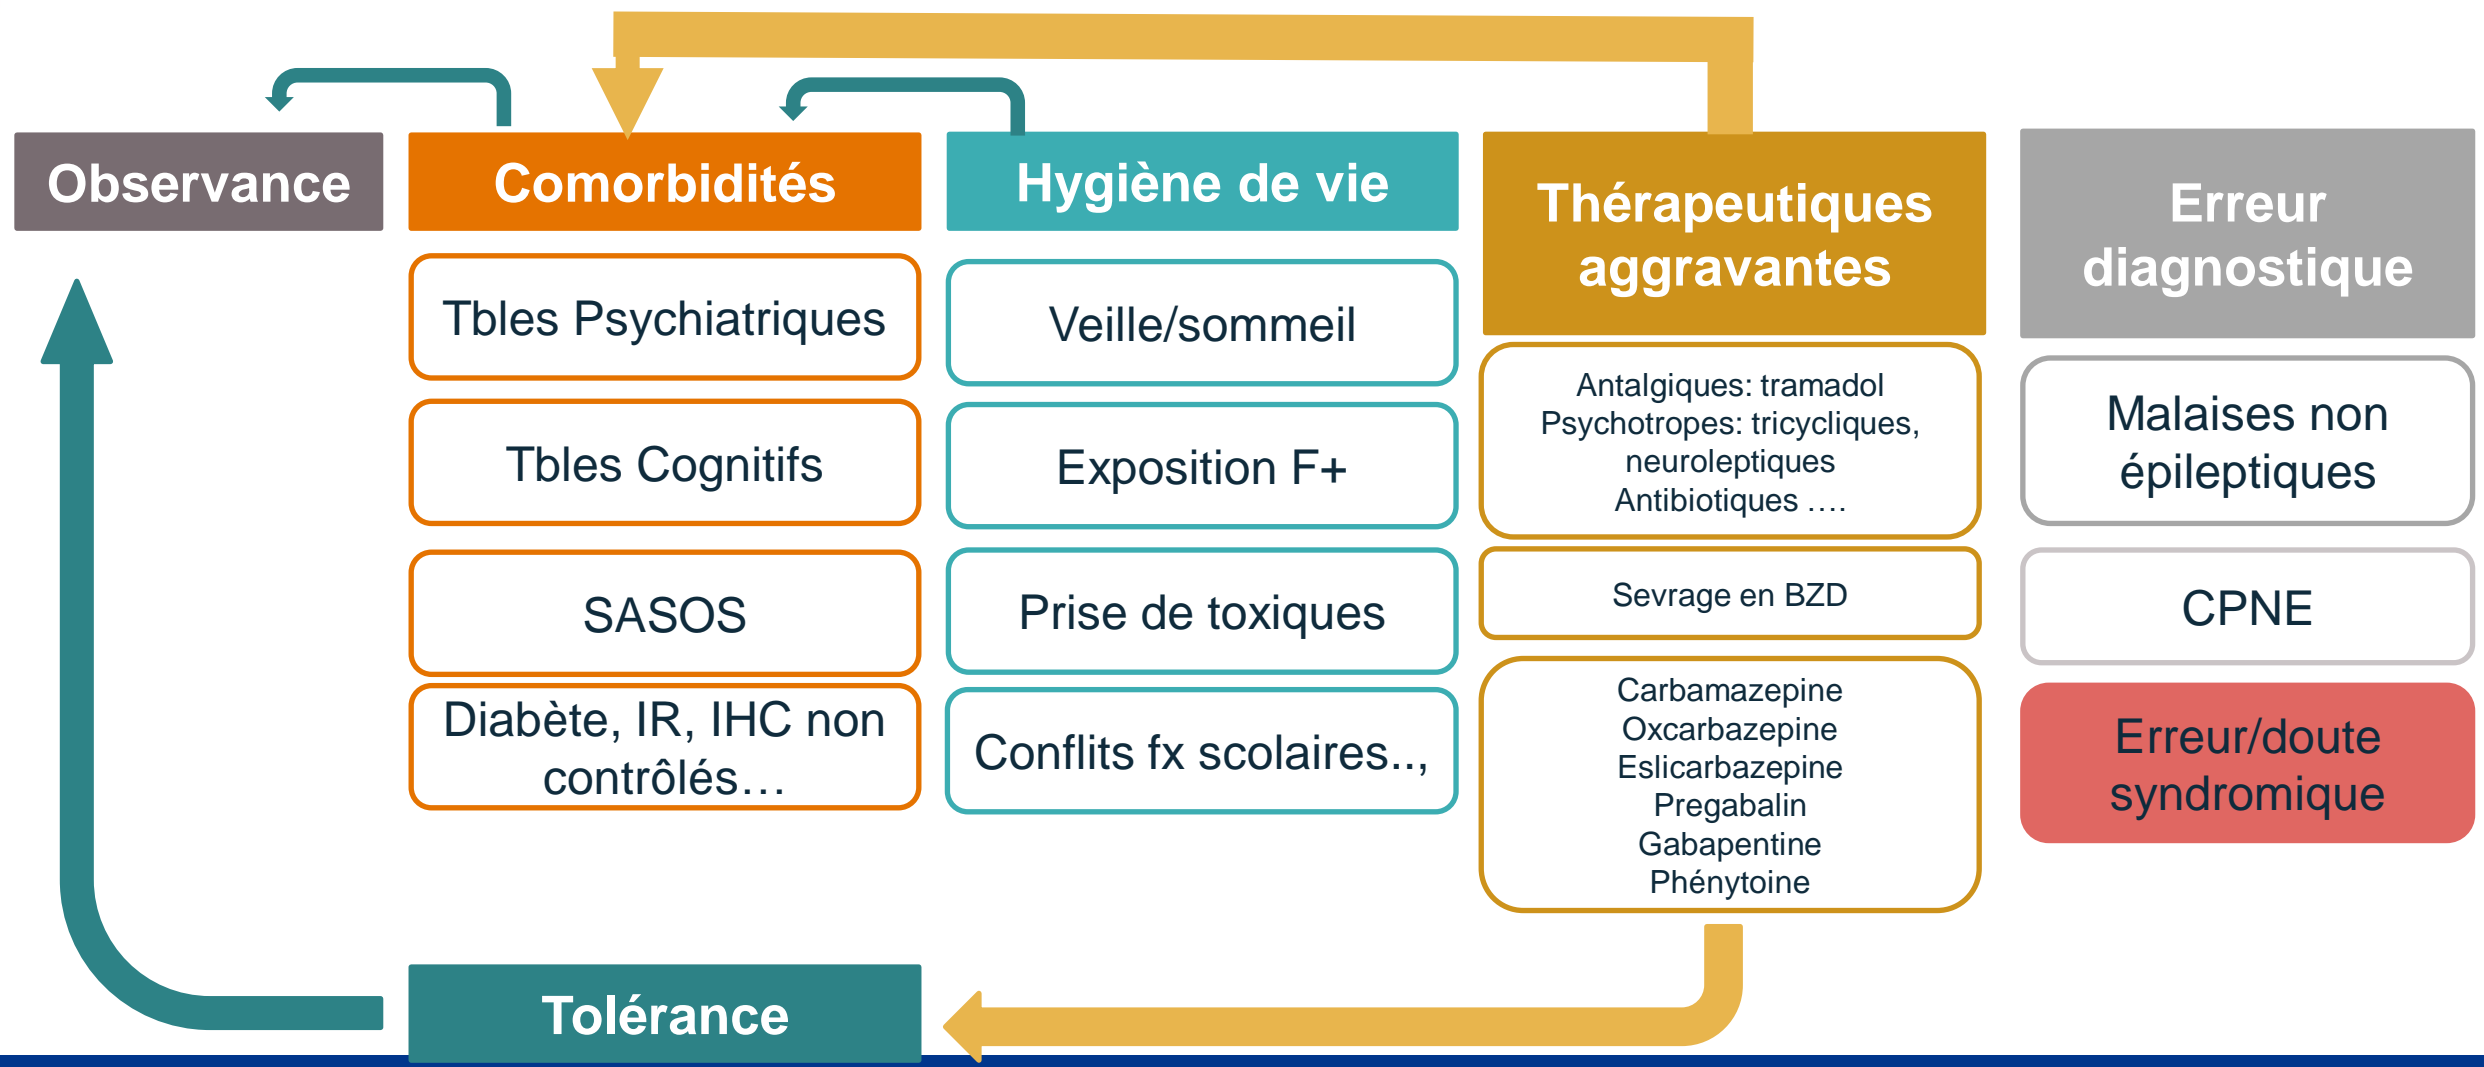 Observance
Comorbidités
Tbles Psychiatriques
Tbles Cognitifs
SASOS
Diabète, IR, IHC non
contrôlés…
Hygiène de vie
Veille/sommeil
Exposition F+
Prise de toxiques
Conflits fx scolaires..,
Thérapeutiques
aggravantes
Antalgiques: tramadol
Psychotropes: tricycliques,
neuroleptiques
Antibiotiques ….
Sevrage en BZD
Carbamazepine
Oxcarbazepine
Eslicarbazepine
Pregabalin
Gabapentine
Phénytoine
Erreur
diagnostique
Malaises non
épileptiques
CPNE
Erreur/doute
syndromique
Tolérance